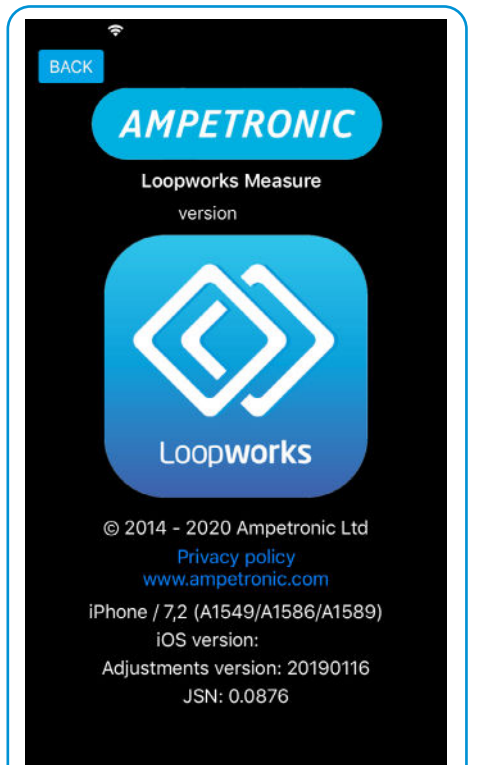 BACK
AMPETRONIC
Loopworks Measure
version
Loopworks
© 2014 - 2020 Ampetronic Ltd
Privacy policy
www.ampetronic.com
iPhone / 7,2 (A1549/A1586/A1589)
iOS version:
Adjustments version: 20190116
JSN: 0.0876